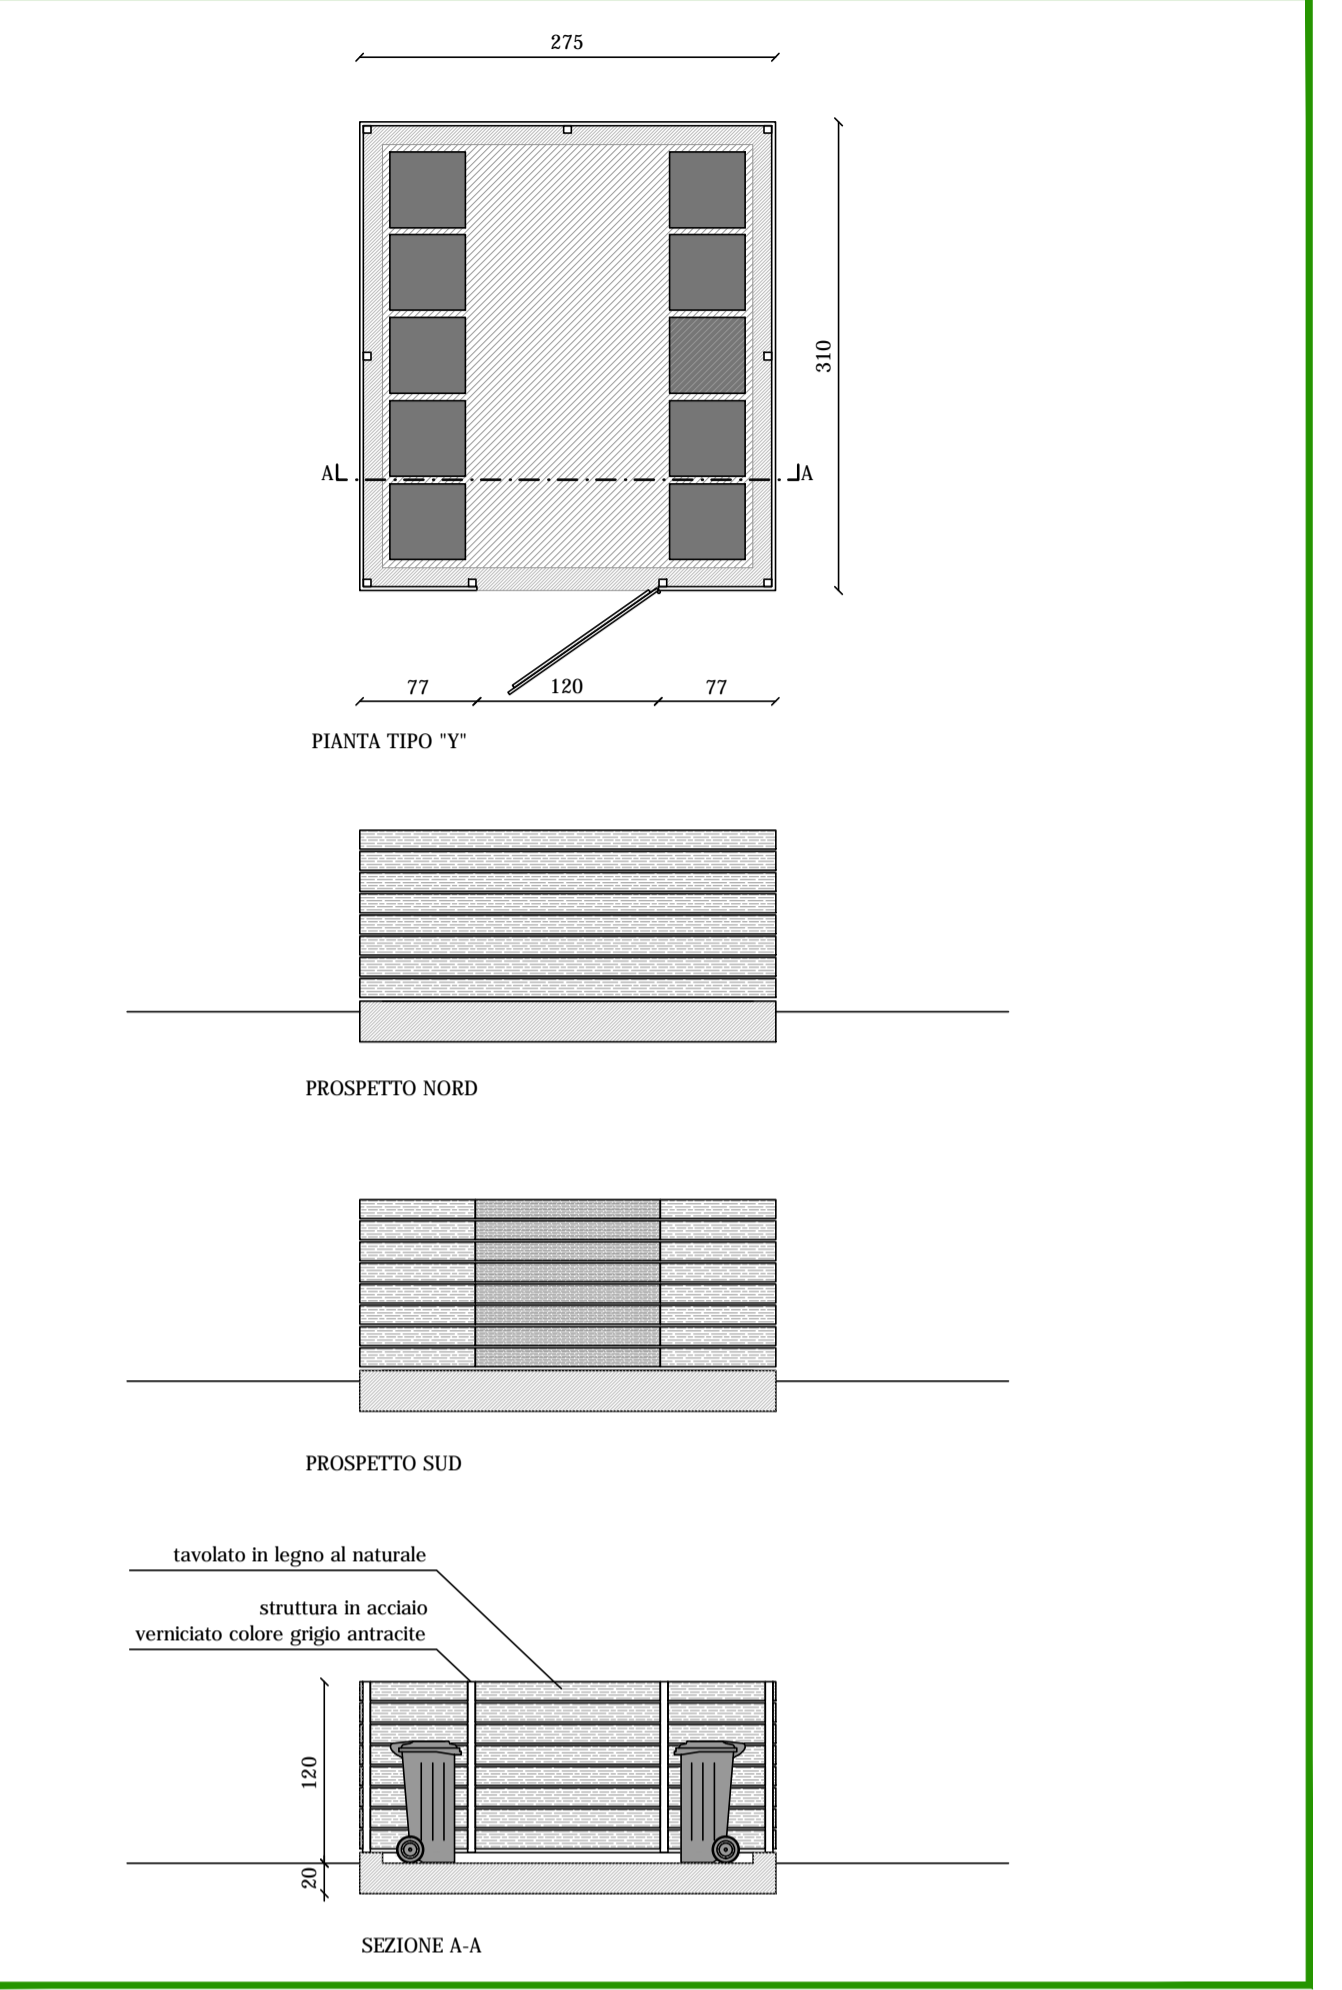 275
310
A
A
77
120
77
PIANTA TIPO "Y"
PROSPETTO NORD
PROSPETTO SUD
tavolato in legno al naturale
struttura in acciaio
verniciato colore grigio antracite
120
20
SEZIONE A-A